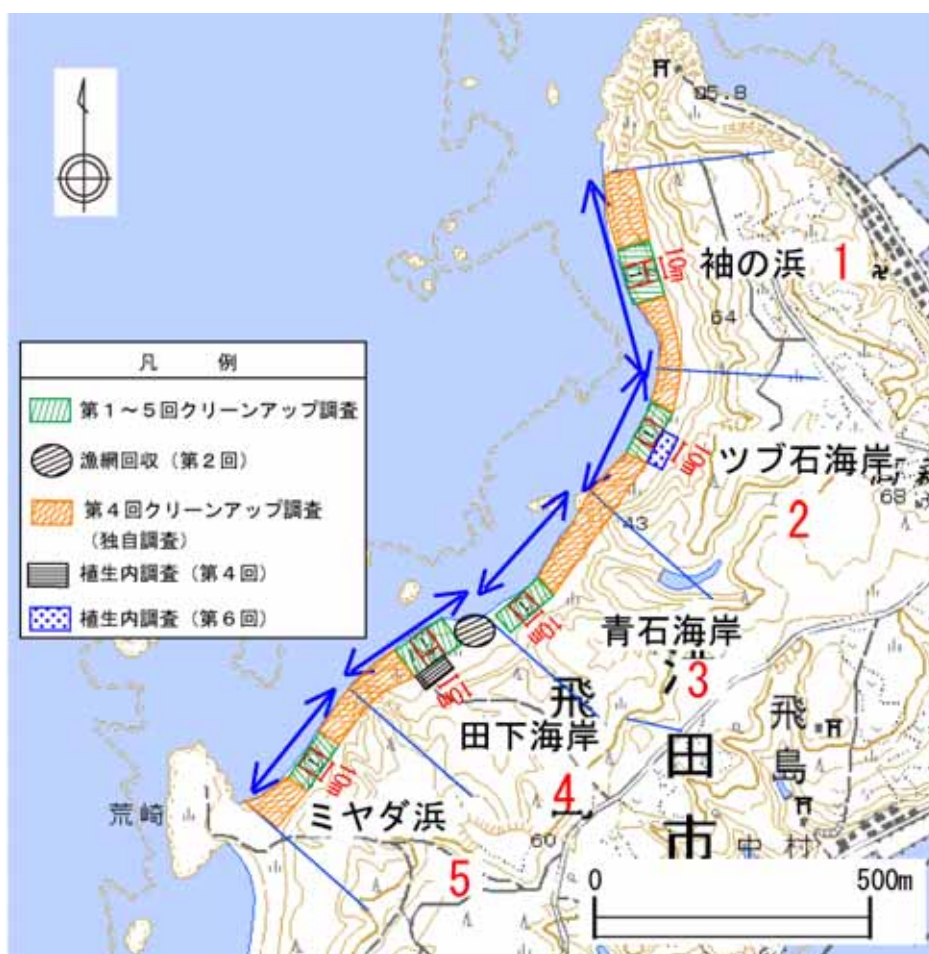 95.8
袖の浜 1
10m
64
凡 例
第１～５回クリーンアップ調査
漁網回収（第２回）
第４回クリーンアップ調査
（独自調査）
植生内調査（第４回）
植生内調査（第６回）
10m
ツブ石海岸
68
2
43
10m
青石海岸
3
10m
飛
飛島
田下海岸
田
4
10m
荒崎
ミヤダ浜
60
市
中村
5
0 500m